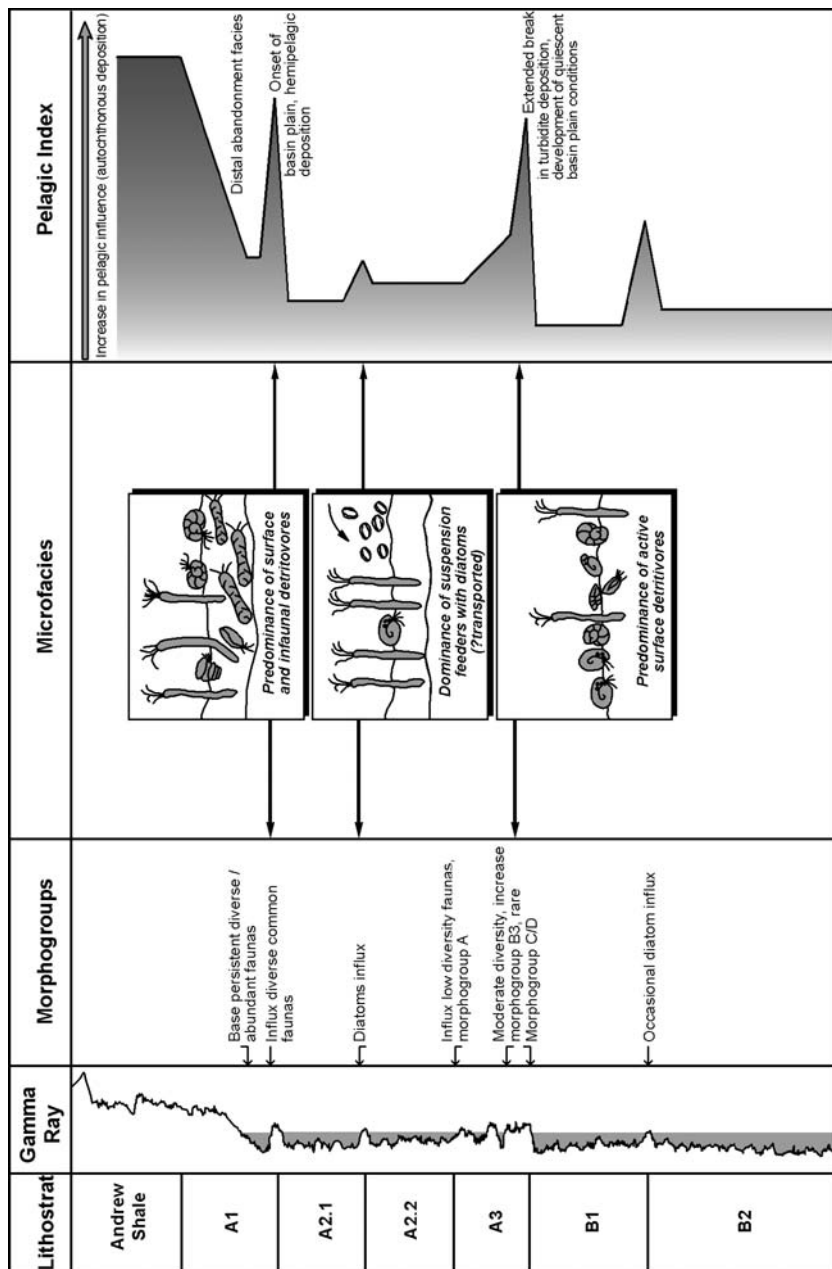 Lithostrat
Gamma
Ray
Morphogroups
Microfacies
Pelagic Index
Andrew
Shale
A1
A2.1
A2.2
A3
B1
B2
Base persistent diverse /
abundant faunas
Influx diverse common
faunas
Diatoms influx
Influx low diversity faunas,
morphogroup A
Moderate diversity, increase
morphogroup B3, rare
Morphogroup C/D
Occasional diatom influx
Predominance of surface
and infaunal detritovores
Dominance of suspension
feeders with diatoms
(?transported)
Predominance of active
surface detritivores
Increase in pelagic influence (autochthonous deposition)
Distal abandonment facies
Onset of
basin plain, hemipelagic
deposition
Extended break
in turbidite deposition,
development of quiescent
basin plain conditions